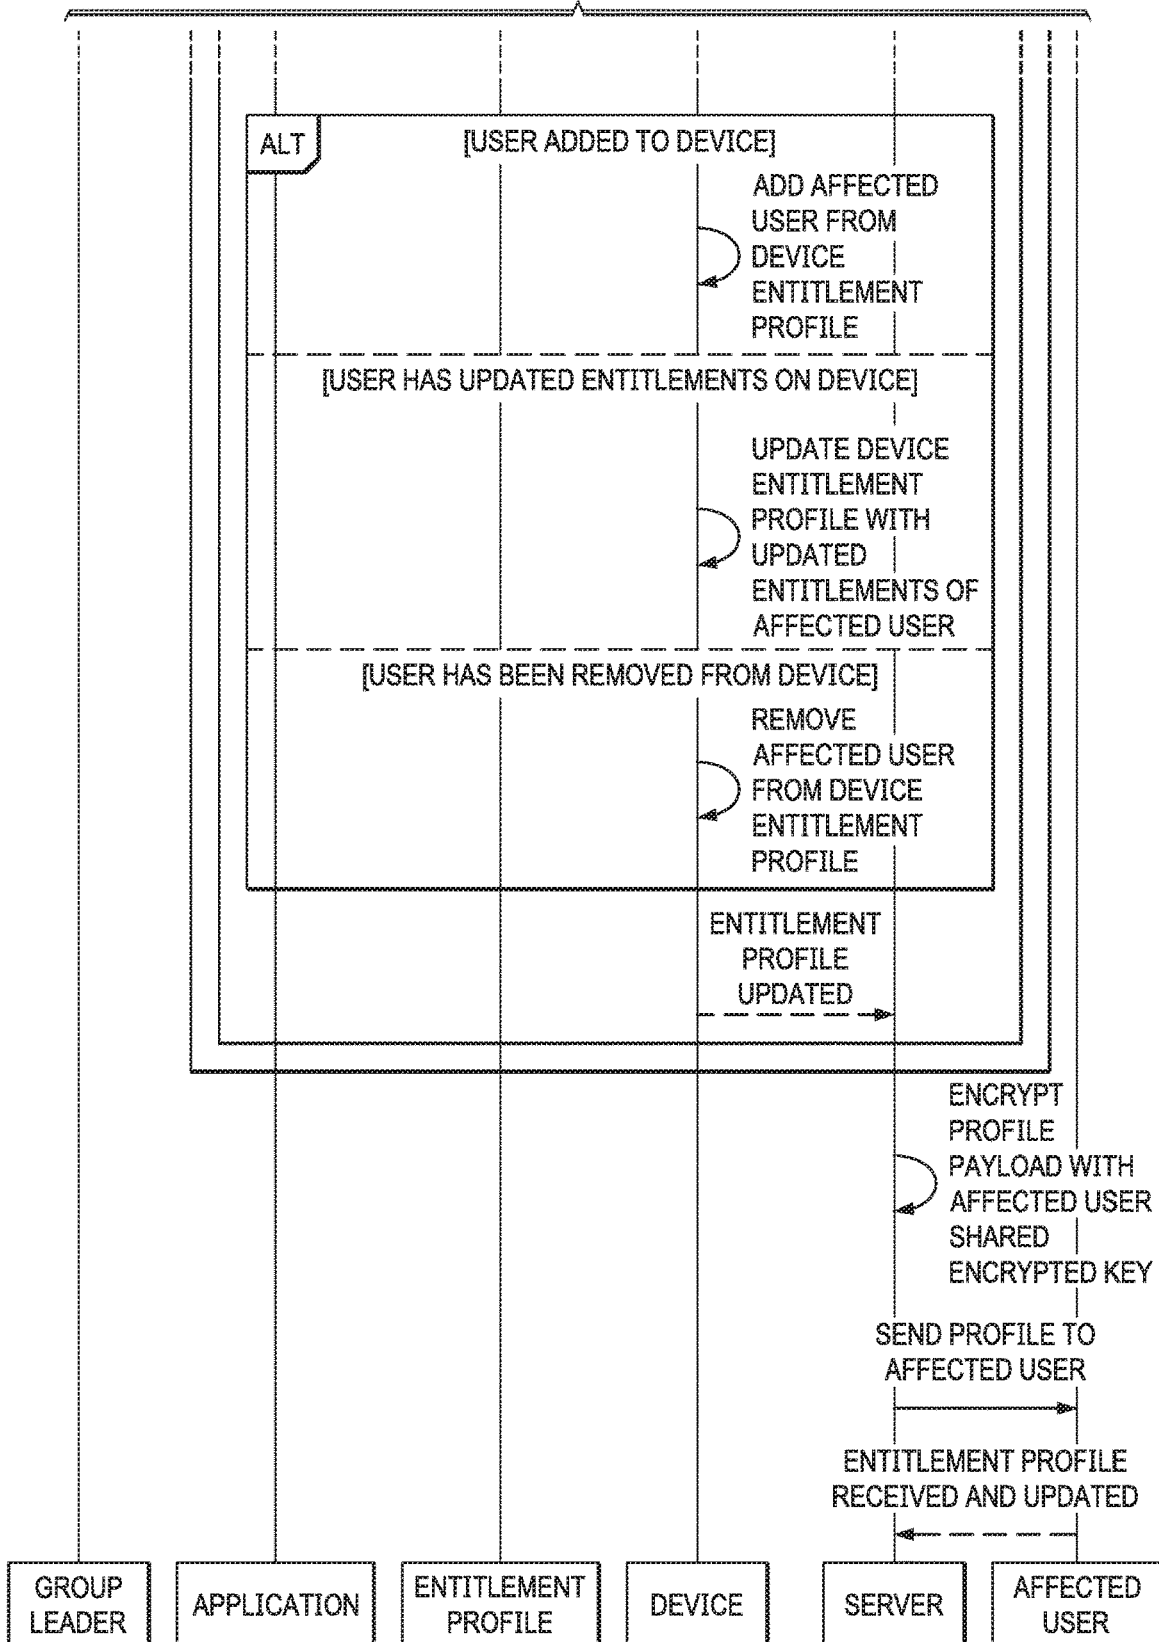 ALT
[USER ADDED TO DEVICE]
ADD AFFECTED
USER FROM
DEVICE
ENTITLEMENT
PROFILE
[USER HAS UPDATED ENTITLEMENTS ON DEVICE]
UPDATE DEVICE
ENTITLEMENT
PROFILE WITH
UPDATED
ENTITLEMENTS OF
AFFECTED USER
[USER HAS BEEN REMOVED FROM DEVICE]
REMOVE
AFFECTED USER
FROM DEVICE
ENTITLEMENT
PROFILE
ENTITLEMENT
PROFILE
UPDATED
ENCRYPT
PROFILE
PAYLOAD WITH
AFFECTED USER
SHARED
ENCRYPTED KEY
SEND PROFILE TO
AFFECTED USER
ENTITLEMENT PROFILE
RECEIVED AND UPDATED
GROUP
LEADER
APPLICATION
ENTITLEMENT
PROFILE
DEVICE
SERVER
AFFECTED
USER